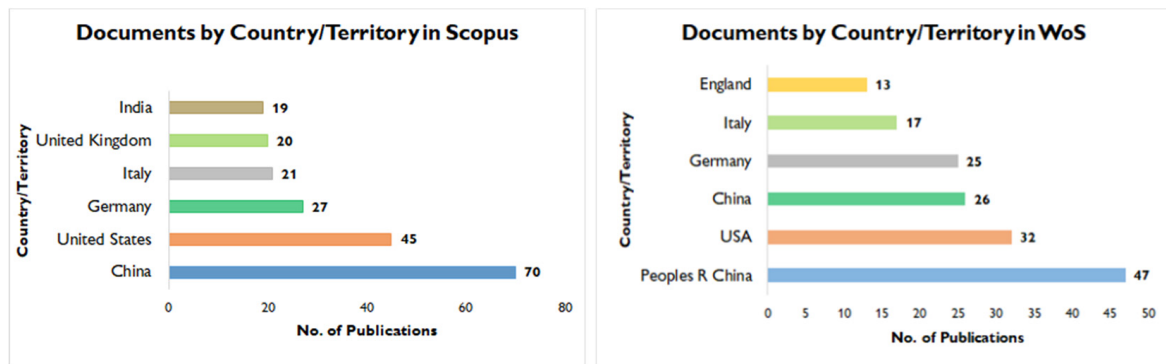 Documents by Country/Territory in Scopus
Country/Territory
India 19
United Kingdom 20
Italy 21
Germany 27
United States 45
China 70
0 20 40 60 80
No. of Publications
Documents by Country/Territory in WoS
Country/Territory
England 13
Italy 17
Germany 25
China 26
USA 32
Peoples R China 47
0 5 10 15 20 25 30 35 40 45 50
No. of Publications